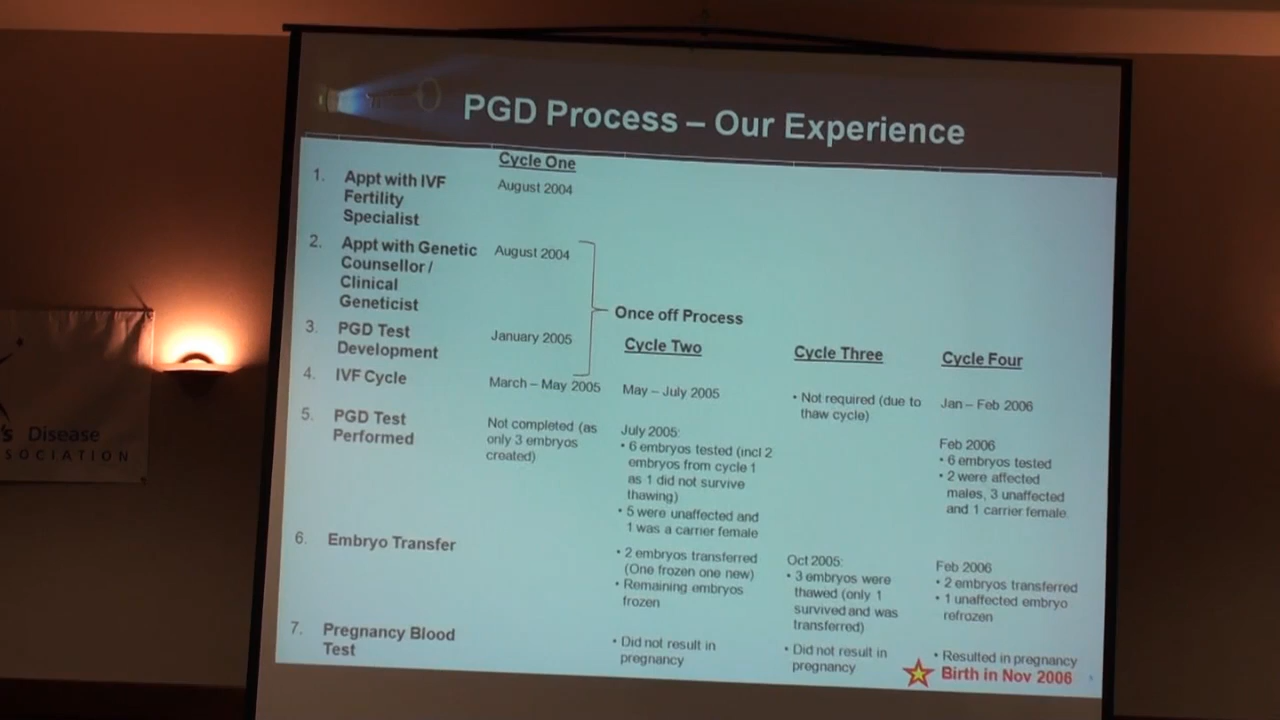 PGD Process – Our Experience
Cycle One
1. Appt with IVF
Fertility
Specialist
August 2004
2. Appt with Genetic
Counsellor /
Clinical
Geneticist
August 2004
Once off Process
3. PGD Test
Development
January 2005
Cycle Two
Cycle Three
Cycle Four
4. IVF Cycle
March – May 2005
May – July 2005
• Not required (due to
thaw cycle)
Jan – Feb 2006
5. PGD Test
Performed
Not completed (as
only 3 embryos
created)
July 2005:
• 6 embryos tested (incl 2
embryos from cycle 1
as 1 did not survive
thawing)
• 5 were unaffected and
1 was a carrier female
Feb 2006
• 6 embryos tested
• 2 were affected
males, 3 unaffected
and 1 carrier female
6. Embryo Transfer
• 2 embryos transferred
(One frozen one new)
• Remaining embryos
frozen
Oct 2005:
• 3 embryos were
thawed (only 1
survived and was
transferred)
Feb 2006
• 2 embryos transferred
• 1 unaffected embryo
refrozen
7. Pregnancy Blood
Test
• Did not result in
pregnancy
• Did not result in
pregnancy
• Resulted in pregnancy
Birth in Nov 2006
's Disease
SOCIATION